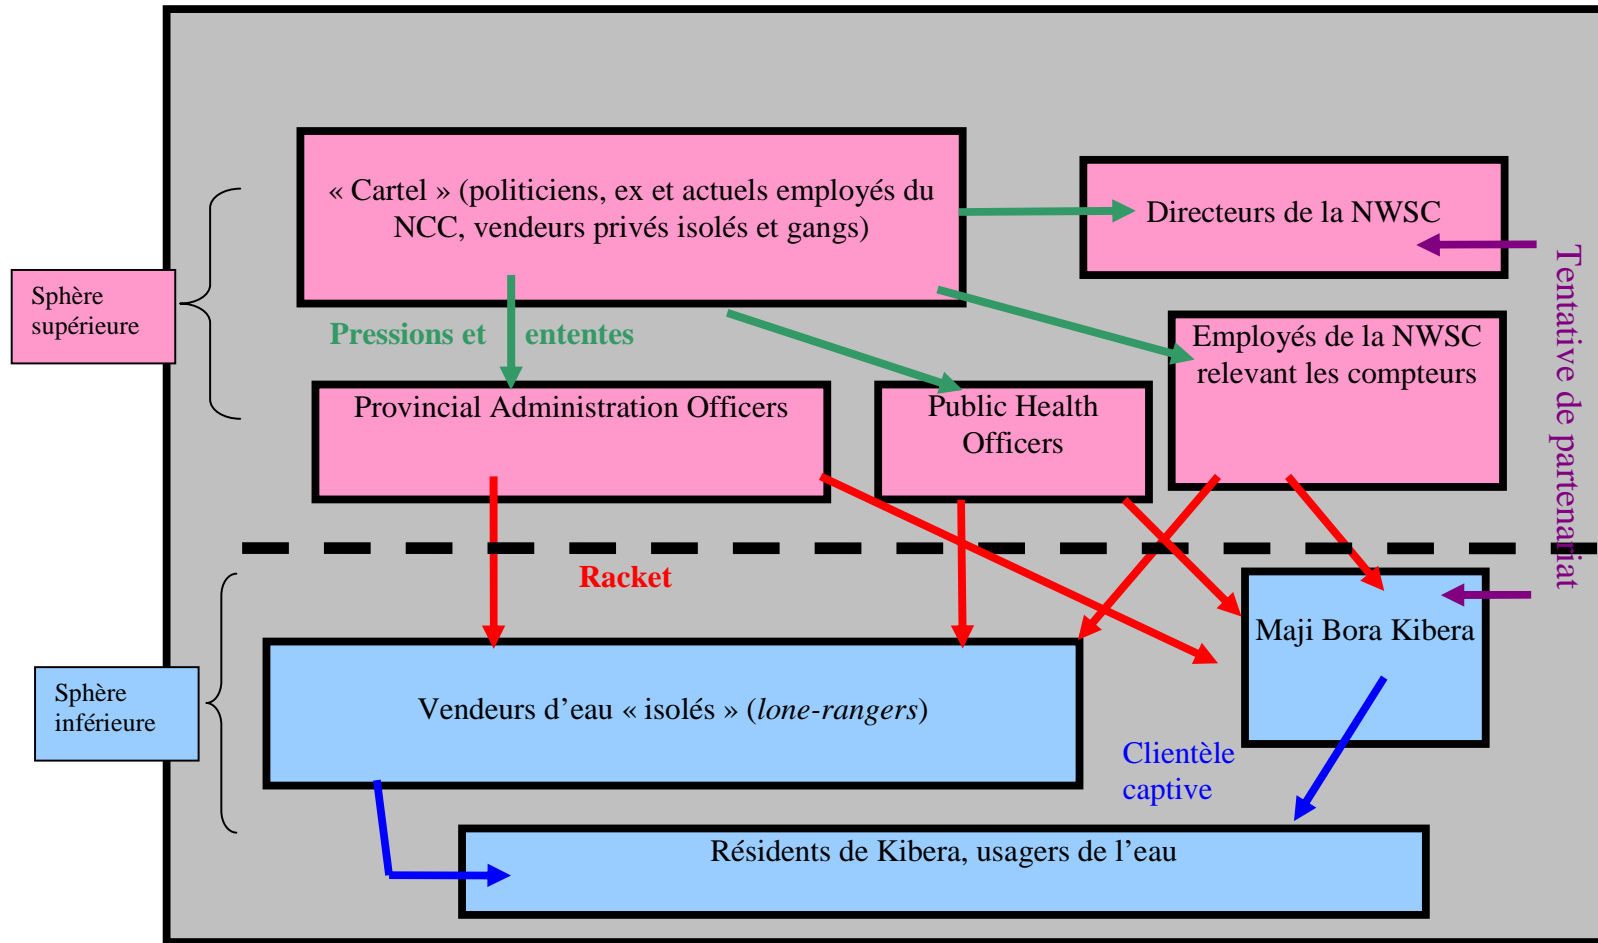 « Cartel » (politiciens, ex et actuels employés du
NCC, vendeurs privés isolés et gangs)
Directeurs de la NWSC
Tentative de partenariat
Sphère
supérieure
Pressions et ententes
Employés de la NWSC
relevant les compteurs
Provincial Administration Officers
Public Health
Officers
Racket
Maji Bora Kibera
Sphère
inférieure
Vendeurs d’eau « isolés » (lone-rangers)
Clientèle
captive
Résidents de Kibera, usagers de l’eau